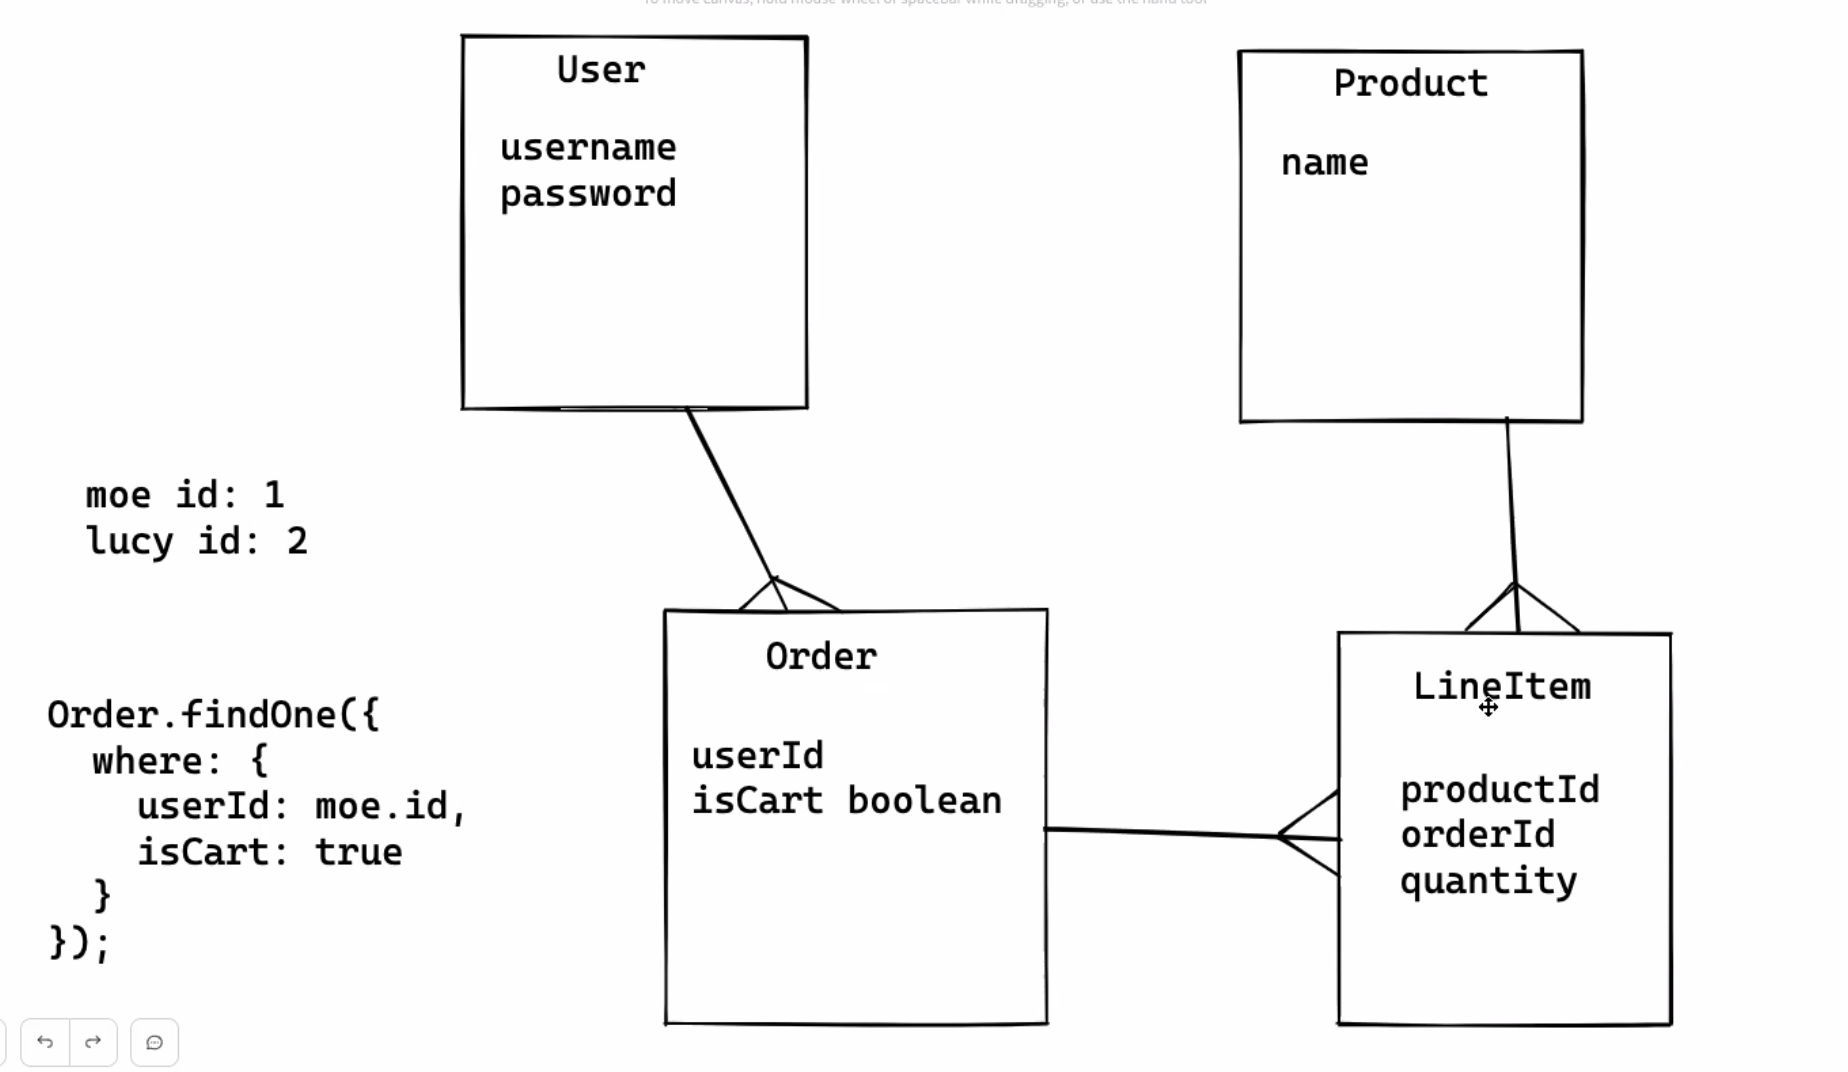 To move canvas, hold mouse wheel or spacebar while dragging, or use the hand tool
User
username
password
Product
name
moe id: 1
lucy id: 2
Order.findOne({
where: {
userId: moe.id,
isCart: true
}
});
Order
userId
isCart boolean
LineItem
productId
orderId
quantity